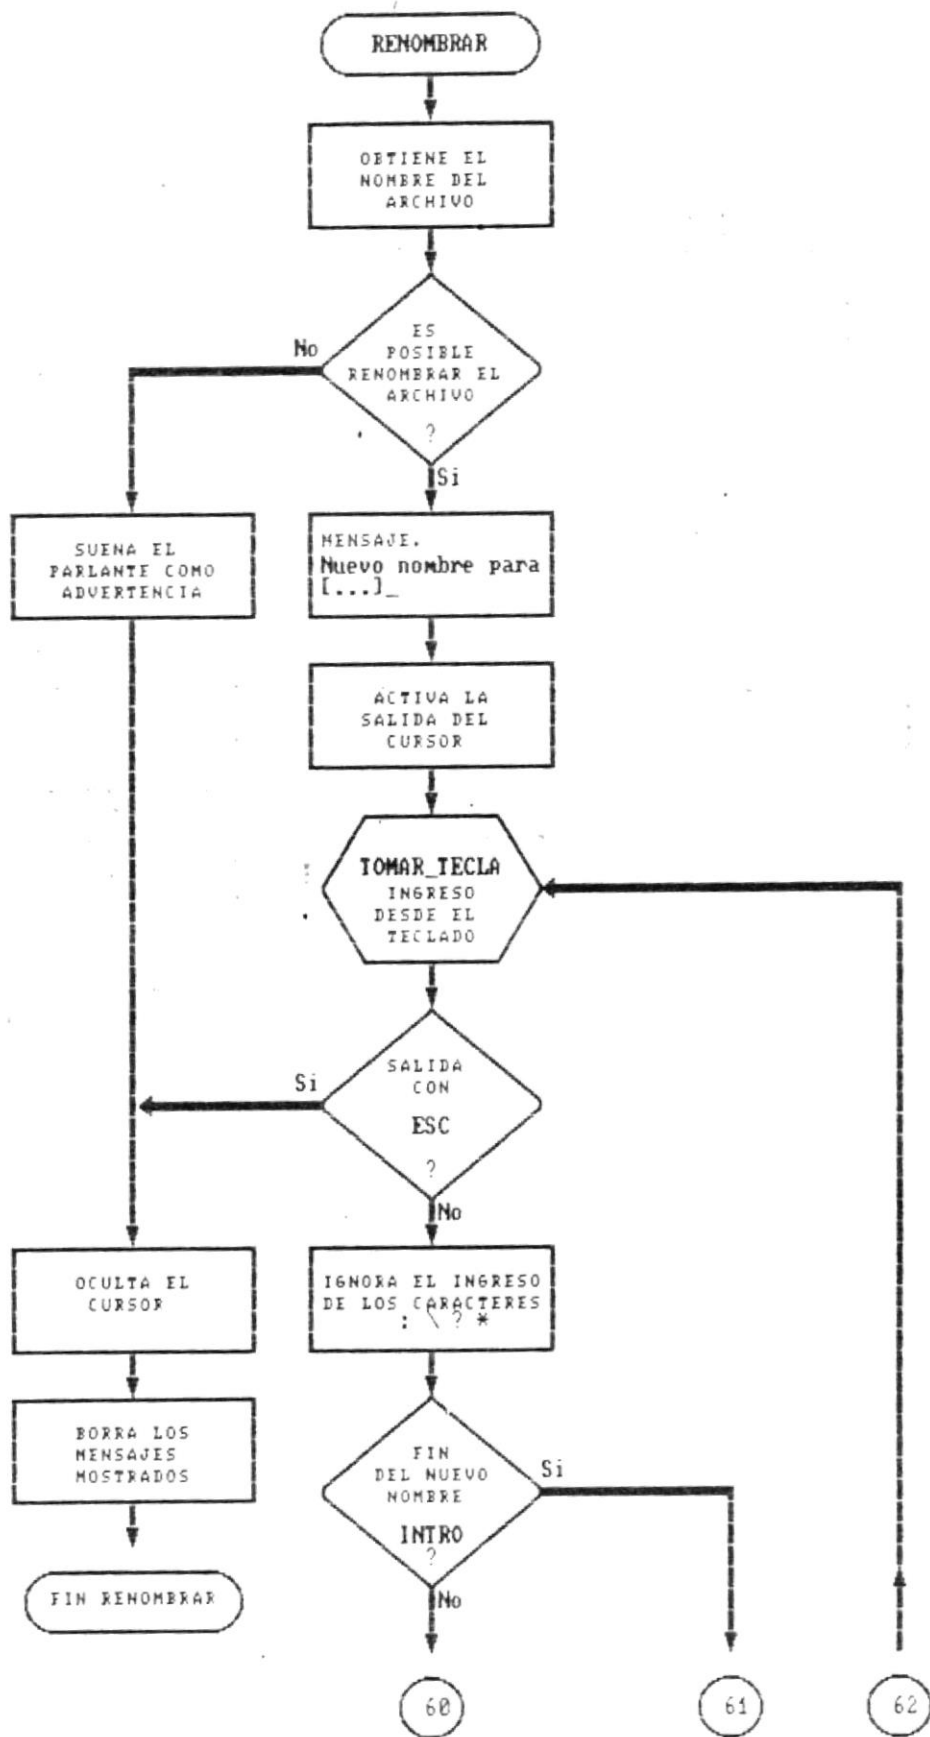 RENOMBRAR
OBTIENE EL
NOMBRE DEL
ARCHIVO
ES
POSIBLE
RENOMBRAR EL
ARCHIVO
?
No
Si
SUENA EL
PARLANTE COMO
ADVERTENCIA
MENSAJE.
Nuevo nombre para
[...]_
ACTIVA LA
SALIDA DEL
CURSOR
TOMAR_TECLA
INGRESO
DESDE EL
TECLADO
SALIDA
CON
ESC
?
Si
No
OCULTA EL
CURSOR
IGNORA EL INGRESO
DE LOS CARACTERES
: \ ? *
BORRA LOS
MENSAJES
MOSTRADOS
FIN
DEL NUEVO
NOMBRE
INTRO
?
Si
No
FIN RENOMBRAR
60
61
62